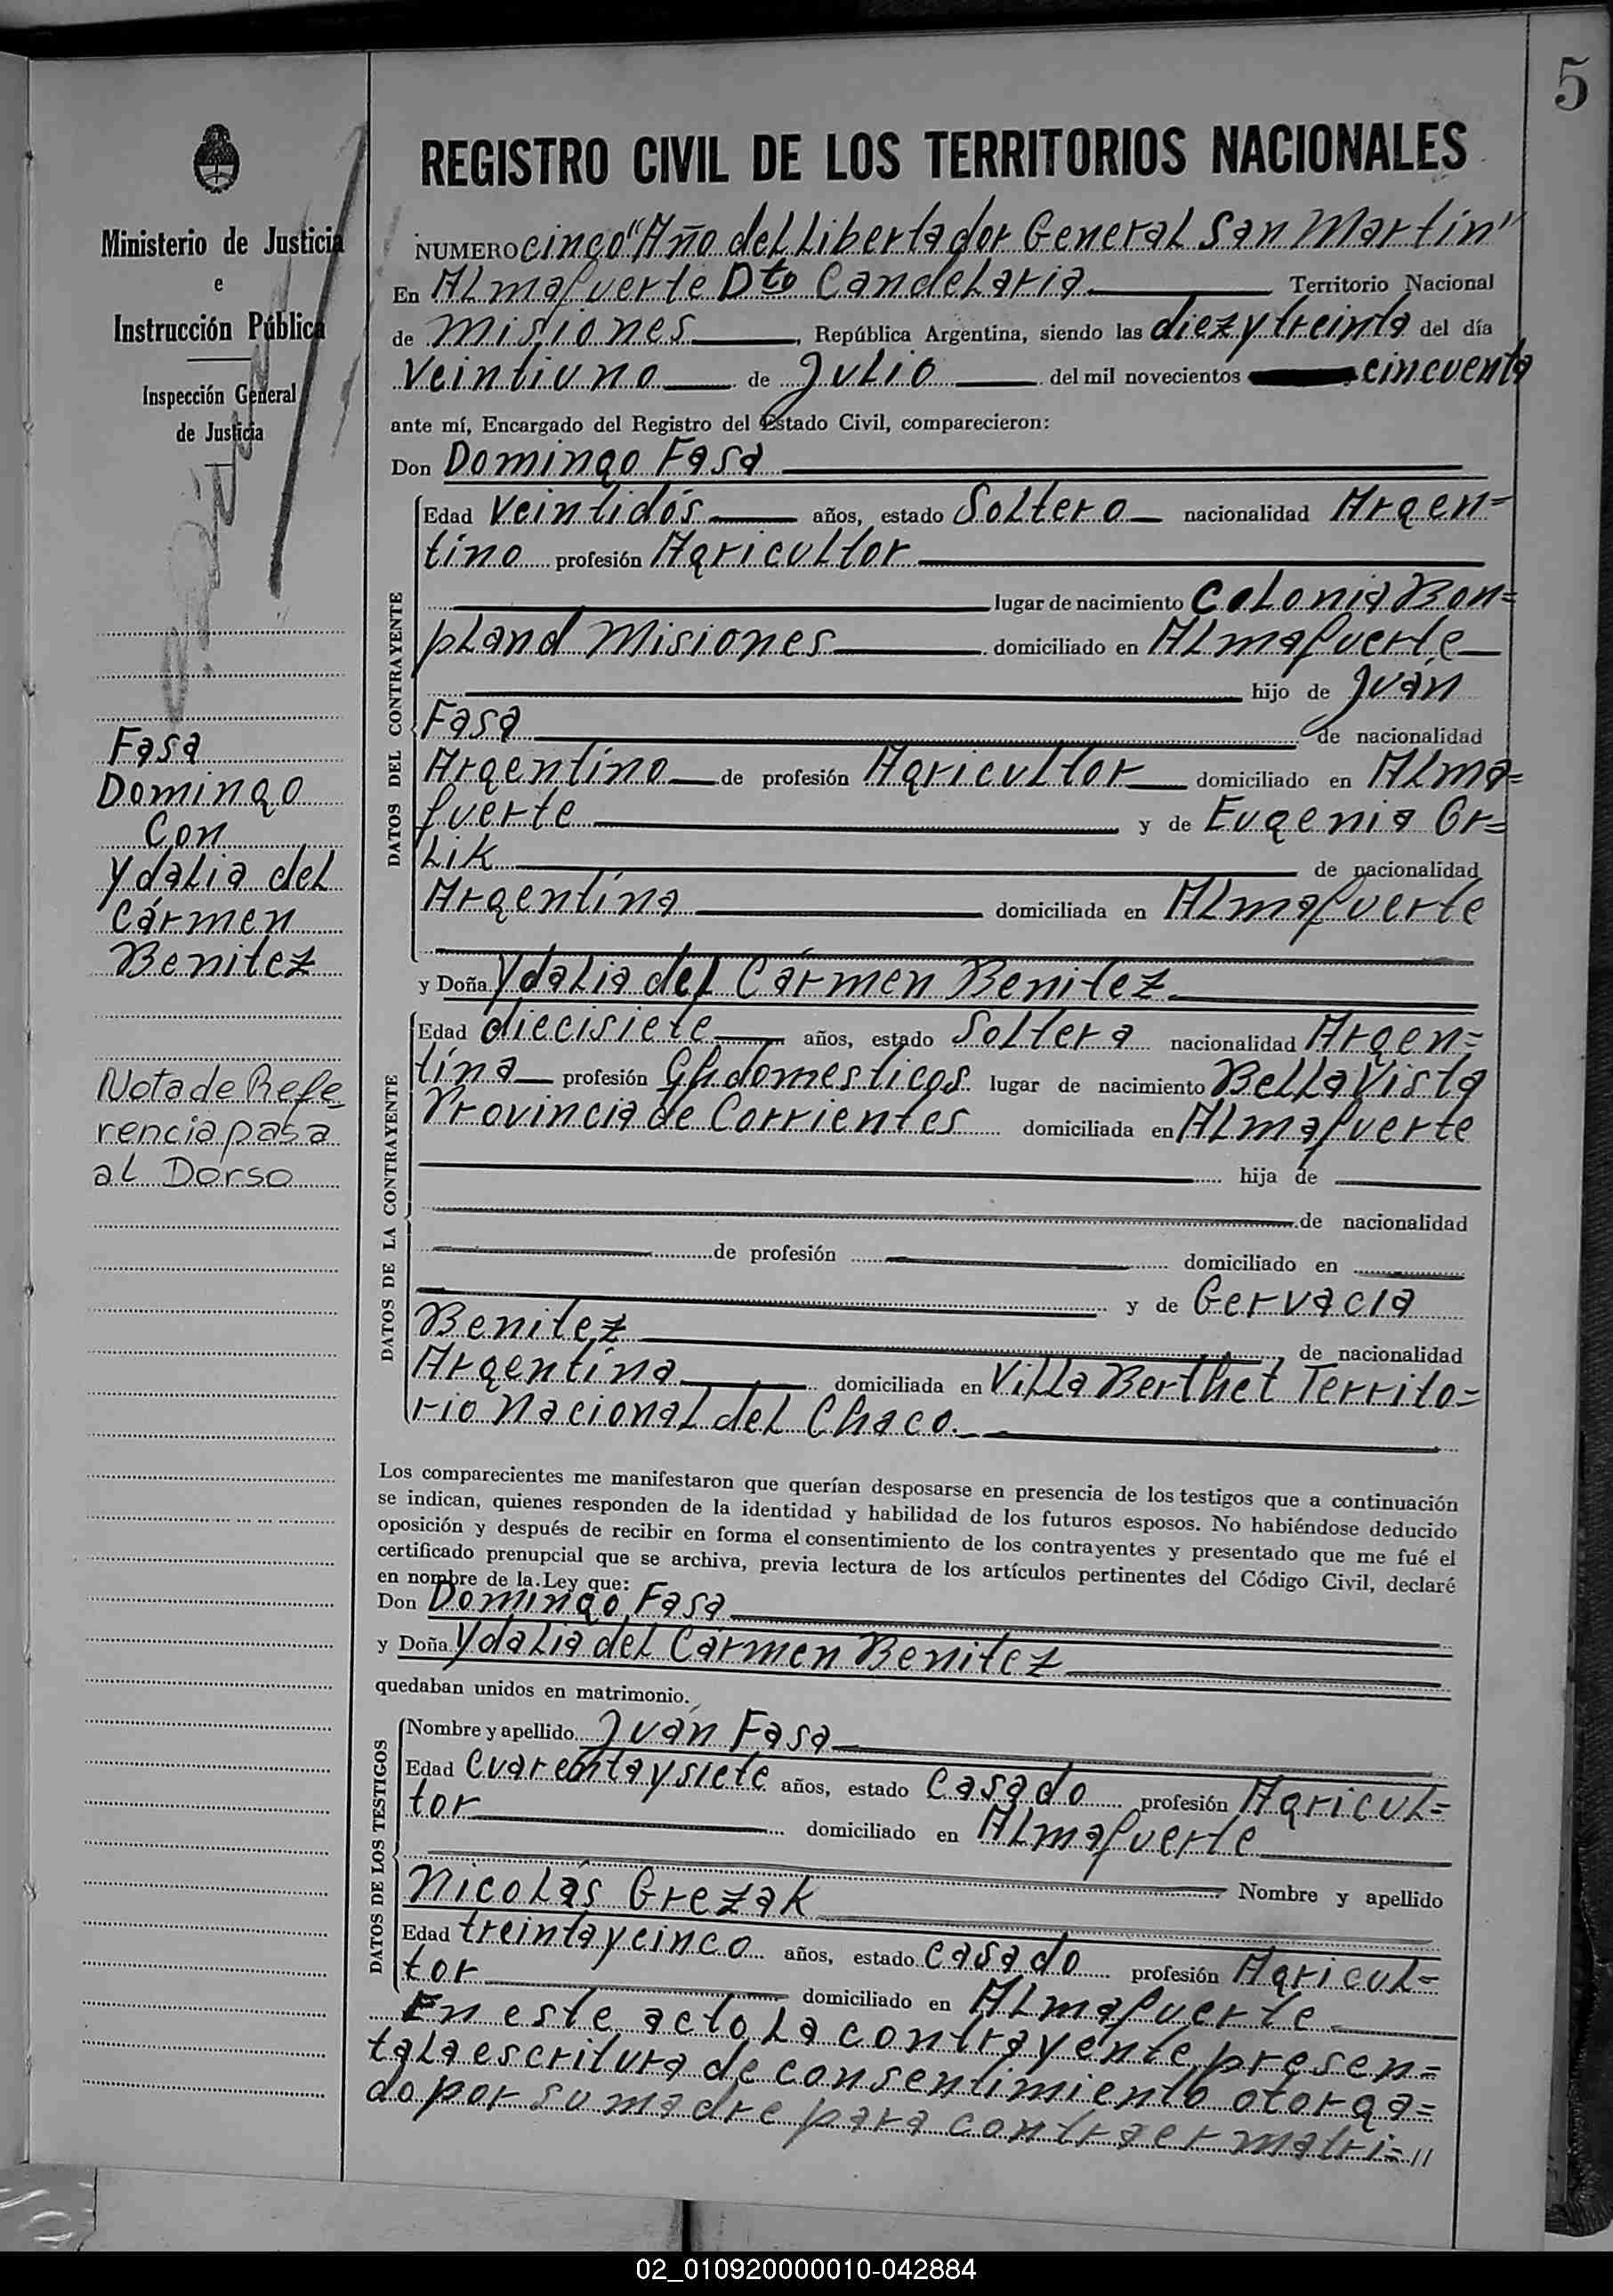 5
Ministerio de Justicia
e
Instrucción Pública
Inspección General
de Justicia
Fasa
Domingo
Con
Ydalia del
Cármen
Benitez
Nota de Refe-
rencia pasa
al Dorso
REGISTRO CIVIL DE LOS TERRITORIOS NACIONALES
NUMERO cinco "Año del Libertador General San Martín"
En Almafuerte Dto Candelaria Territorio Nacional
de Misiones, República Argentina, siendo las diez y treinta del día
Veintiuno de Julio del mil novecientos cincuenta
ante mí, Encargado del Registro del Estado Civil, comparecieron:
Don Domingo Fasa
DATOS DEL CONTRAYENTE
Edad Veintidós años, estado Soltero nacionalidad Argen=
tino profesión Agricultor
lugar de nacimiento Colonia Bon=
pland Misiones domiciliado en Almafuerte
hijo de Juán
Fasa de nacionalidad
Argentino de profesión Agricultor domiciliado en Alma=
fuerte y de Eugenia Or=
lik de nacionalidad
Argentina domiciliada en Almafuerte
y Doña Ydalia del Cármen Benitez
DATOS DE LA CONTRAYENTE
Edad diecisiete años, estado Soltera nacionalidad Argen=
tina profesión Qh domesticos lugar de nacimiento Bella Vista
Provincia de Corrientes domiciliada en Almafuerte
hija de
de nacionalidad
de profesión domiciliado en
y de Gervacia
Benitez de nacionalidad
Argentina domiciliada en Villa Berthet Territo=
rio Nacional del Chaco.
Los comparecientes me manifestaron que querían desposarse en presencia de los testigos que a continuación
se indican, quienes responden de la identidad y habilidad de los futuros esposos. No habiéndose deducido
oposición y después de recibir en forma el consentimiento de los contrayentes y presentado que me fué el
certificado prenupcial que se archiva, previa lectura de los artículos pertinentes del Código Civil, declaré
en nombre de la Ley que:
Don Domingo Fasa
y Doña Ydalia del Cármen Benitez
quedaban unidos en matrimonio.
DATOS DE LOS TESTIGOS
Nombre y apellido Juán Fasa
Edad cuarenta y siete años, estado Casado profesión Agricul=
tor domiciliado en Almafuerte
Nombre y apellido
Nicolás Grezak
Edad treinta y cinco años, estado Casado profesión Agricul=
tor domiciliado en Almafuerte
En este acto la contrayente presen=
ta la escritura de consentimiento otorga=
do por su madre para contraer matri=//
02_010920000010-042884